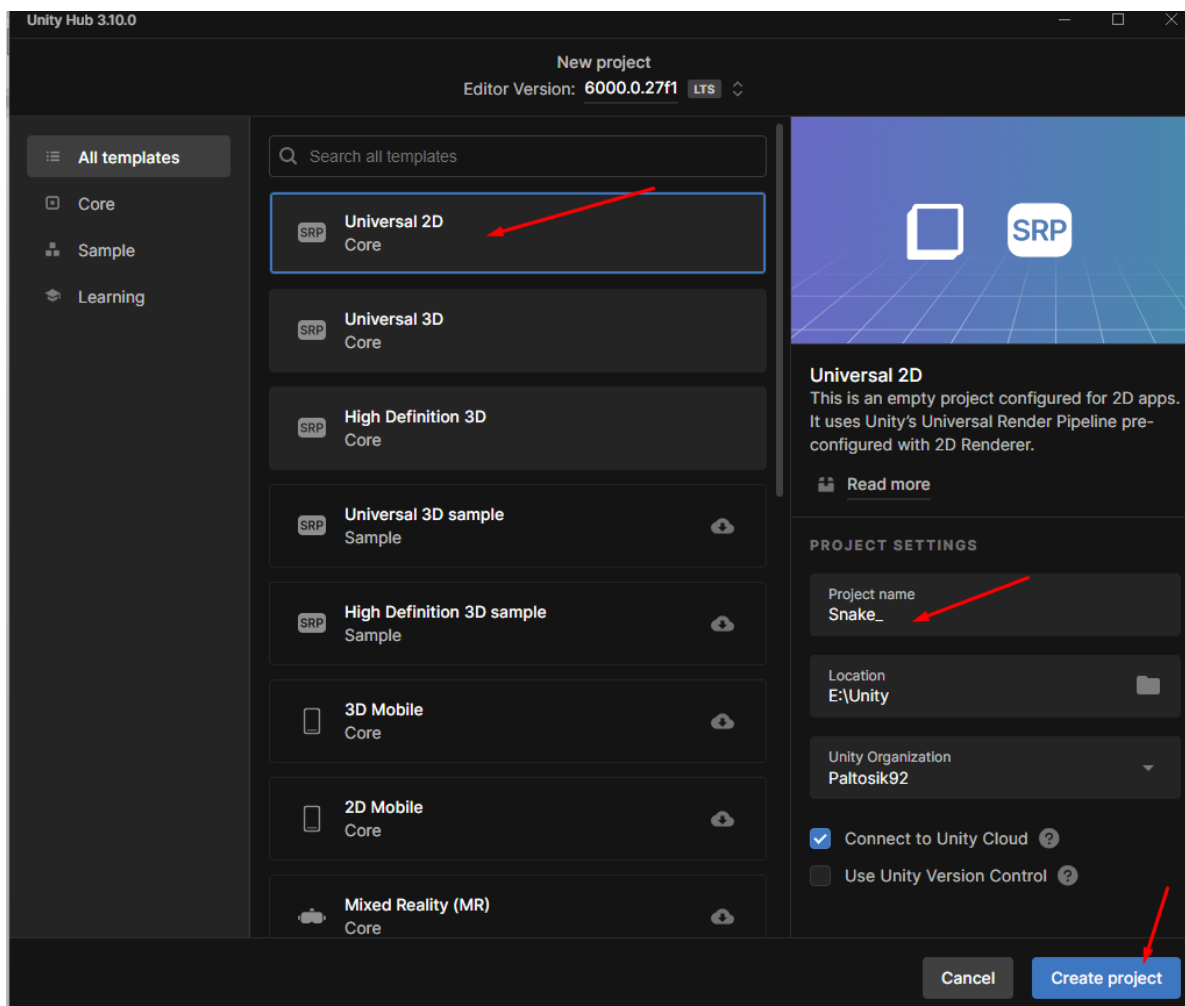 Unity Hub 3.10.0
New project
Editor Version: 6000.0.27f1 LTS
All templates
Core
Sample
Learning
Search all templates
SRP
Universal 2D
Core
SRP
Universal 3D
Core
SRP
High Definition 3D
Core
SRP
Universal 3D sample
Sample
SRP
High Definition 3D sample
Sample
3D Mobile
Core
2D Mobile
Core
Mixed Reality (MR)
Core
SRP
Universal 2D
This is an empty project configured for 2D apps.
It uses Unity's Universal Render Pipeline pre-
configured with 2D Renderer.
Read more
PROJECT SETTINGS
Project name
Snake_
Location
E:\Unity
Unity Organization
Paltosik92
Connect to Unity Cloud ?
Use Unity Version Control ?
Cancel
Create project